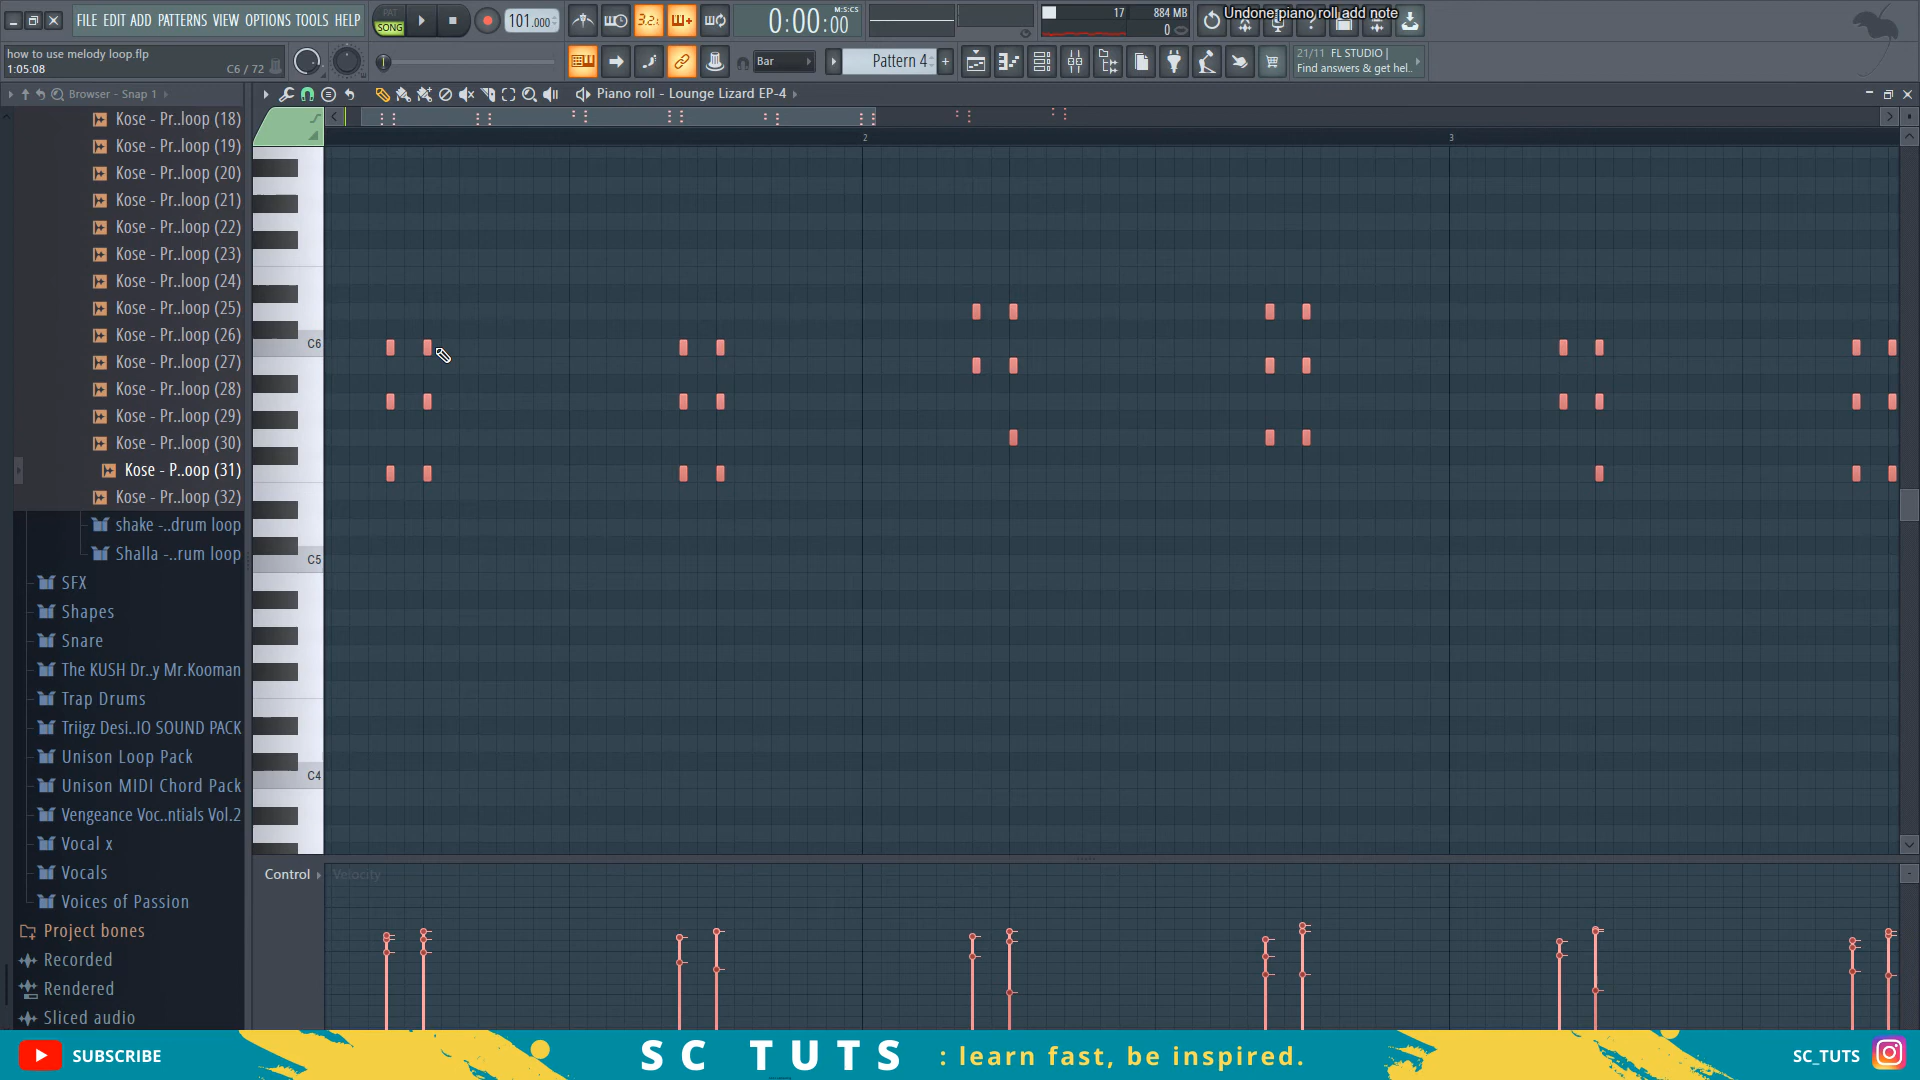 FILE EDIT ADD PATTERNS VIEW OPTIONS TOOLS HELP
PAT
SONG
101.000
3.2.
0:00:00
M:S:CS
17
884 MB
0
Undone piano roll add note
how to use melody loop.flp
1:05:08
C6 / 72
Bar
Pattern 4
21/11 FL STUDIO |
Find answers & get hel..
Browser - Snap 1
Piano roll - Lounge Lizard EP-4
Kose - Pr..loop (18)
Kose - Pr..loop (19)
Kose - Pr..loop (20)
Kose - Pr..loop (21)
Kose - Pr..loop (22)
Kose - Pr..loop (23)
Kose - Pr..loop (24)
Kose - Pr..loop (25)
Kose - Pr..loop (26)
Kose - Pr..loop (27)
Kose - Pr..loop (28)
Kose - Pr..loop (29)
Kose - Pr..loop (30)
Kose - P..oop (31)
Kose - Pr..loop (32)
shake -..drum loop
Shalla -..rum loop
SFX
Shapes
Snare
The KUSH Dr..y Mr.Kooman
Trap Drums
Triigz Desi..IO SOUND PACK
Unison Loop Pack
Unison MIDI Chord Pack
Vengeance Voc..ntials Vol.2
Vocal x
Vocals
Voices of Passion
Project bones
Recorded
Rendered
Sliced audio
2
3
C6
C5
C4
Control
Velocity
SUBSCRIBE
SC TUTS : learn fast, be inspired.
SC_TUTS